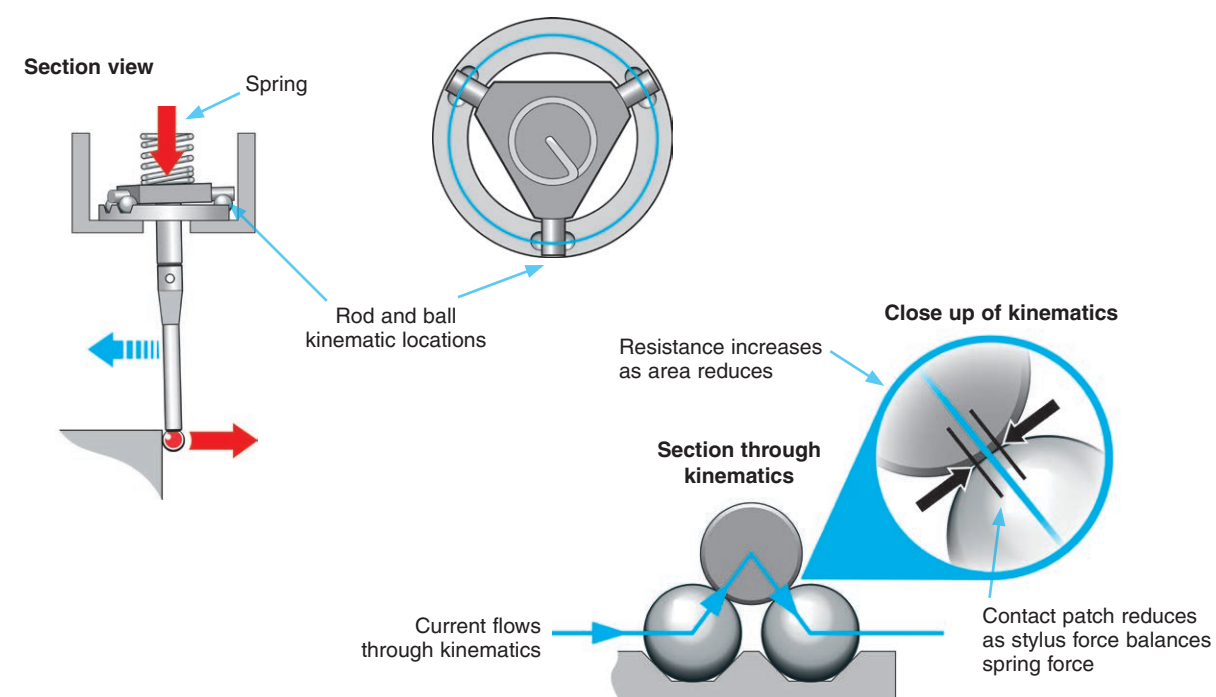 Section view
Spring
Rod and ball
kinematic locations
Close up of kinematics
Resistance increases
as area reduces
Section through
kinematics
Current flows
through kinematics
Contact patch reduces
as stylus force balances
spring force